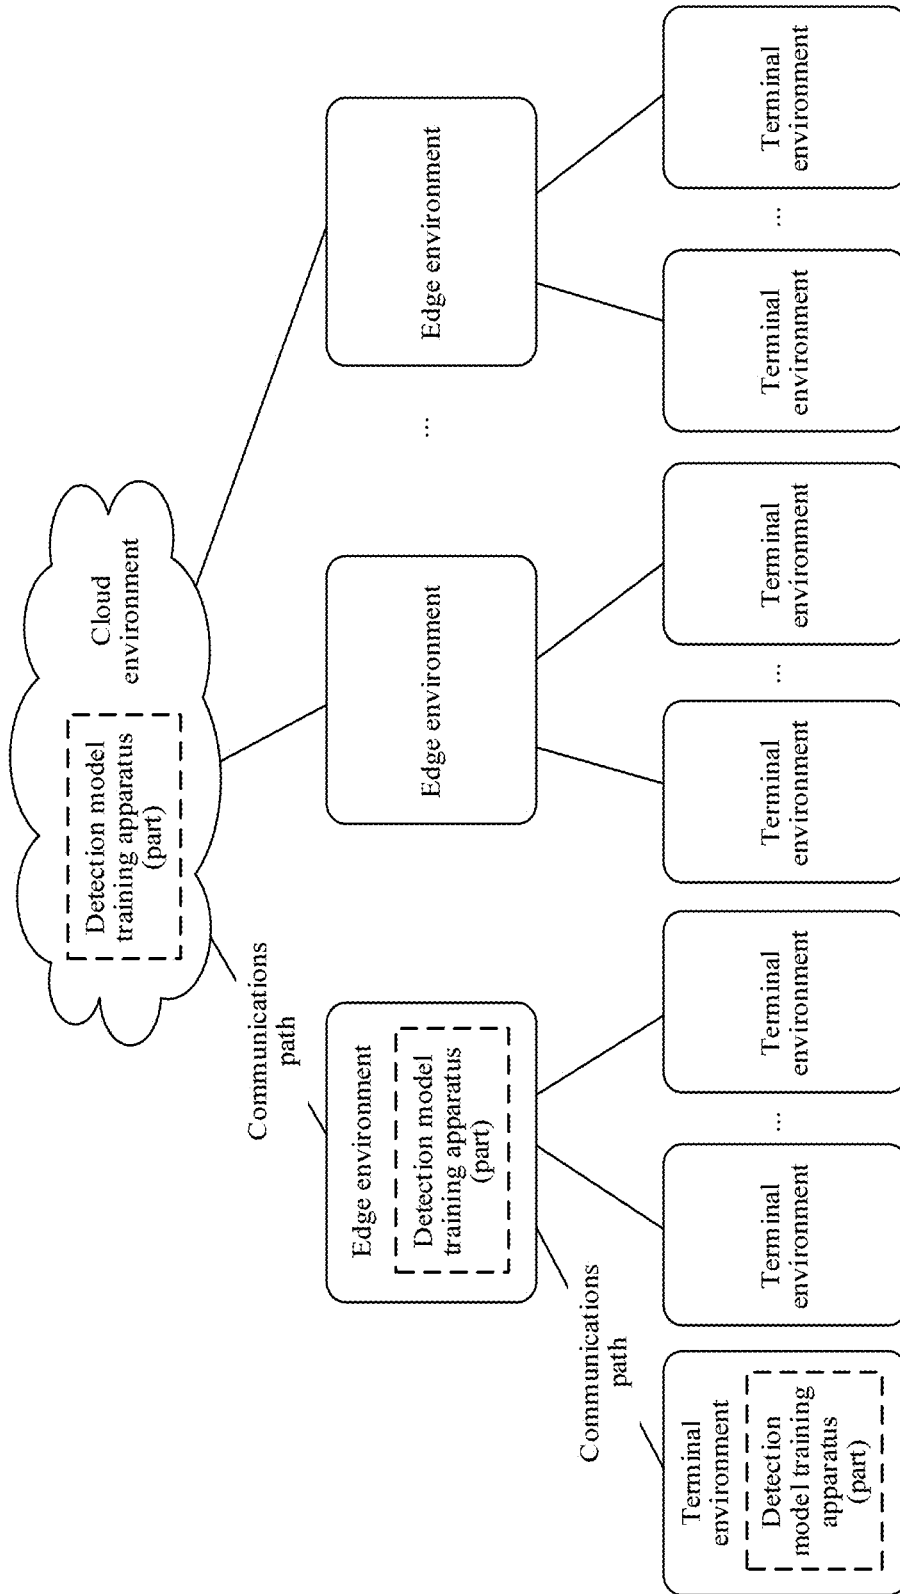 Cloud
environment
Detection model
training apparatus
(part)
Communications
path
Edge environment
Detection model
training apparatus
(part)
Edge environment
...
Edge environment
Communications
path
Terminal
environment
Detection
model training
apparatus
(part)
Terminal
environment
...
Terminal
environment
Terminal
environment
...
Terminal
environment
Terminal
environment
...
Terminal
environment